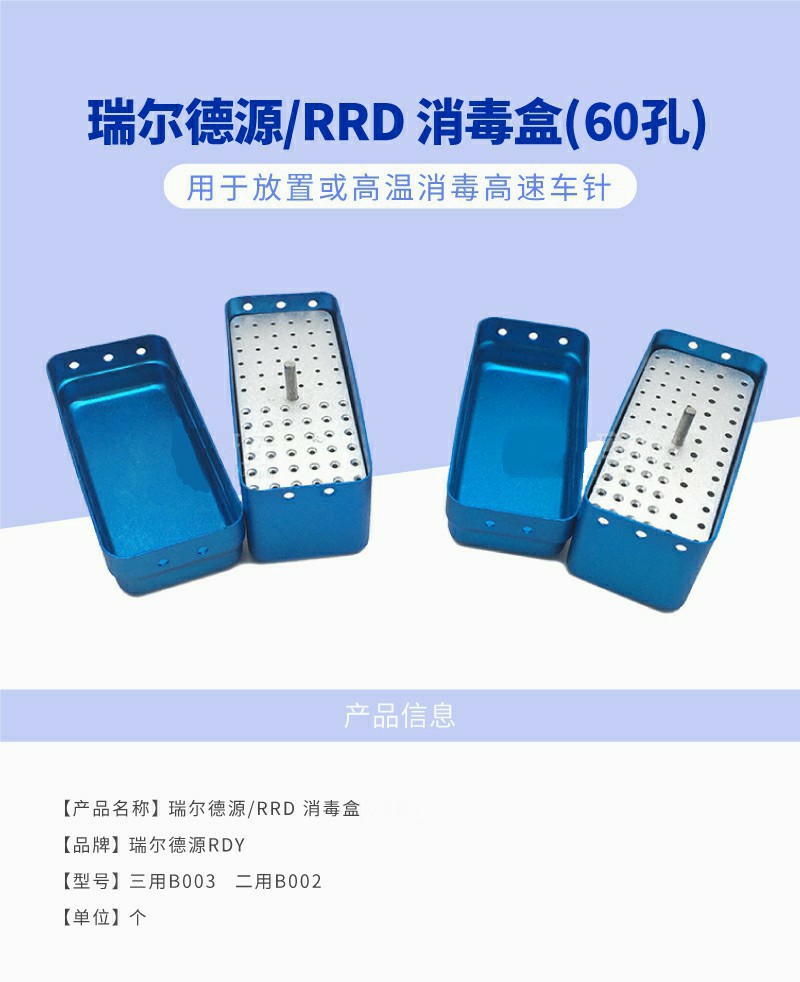 瑞尔德源/RRD 消毒盒(60孔)
用于放置或高温消毒高速车针
产品信息
【产品名称】瑞尔德源/RRD 消毒盒
【品牌】瑞尔德源RDY
【型号】三用B003 二用B002
【单位】个